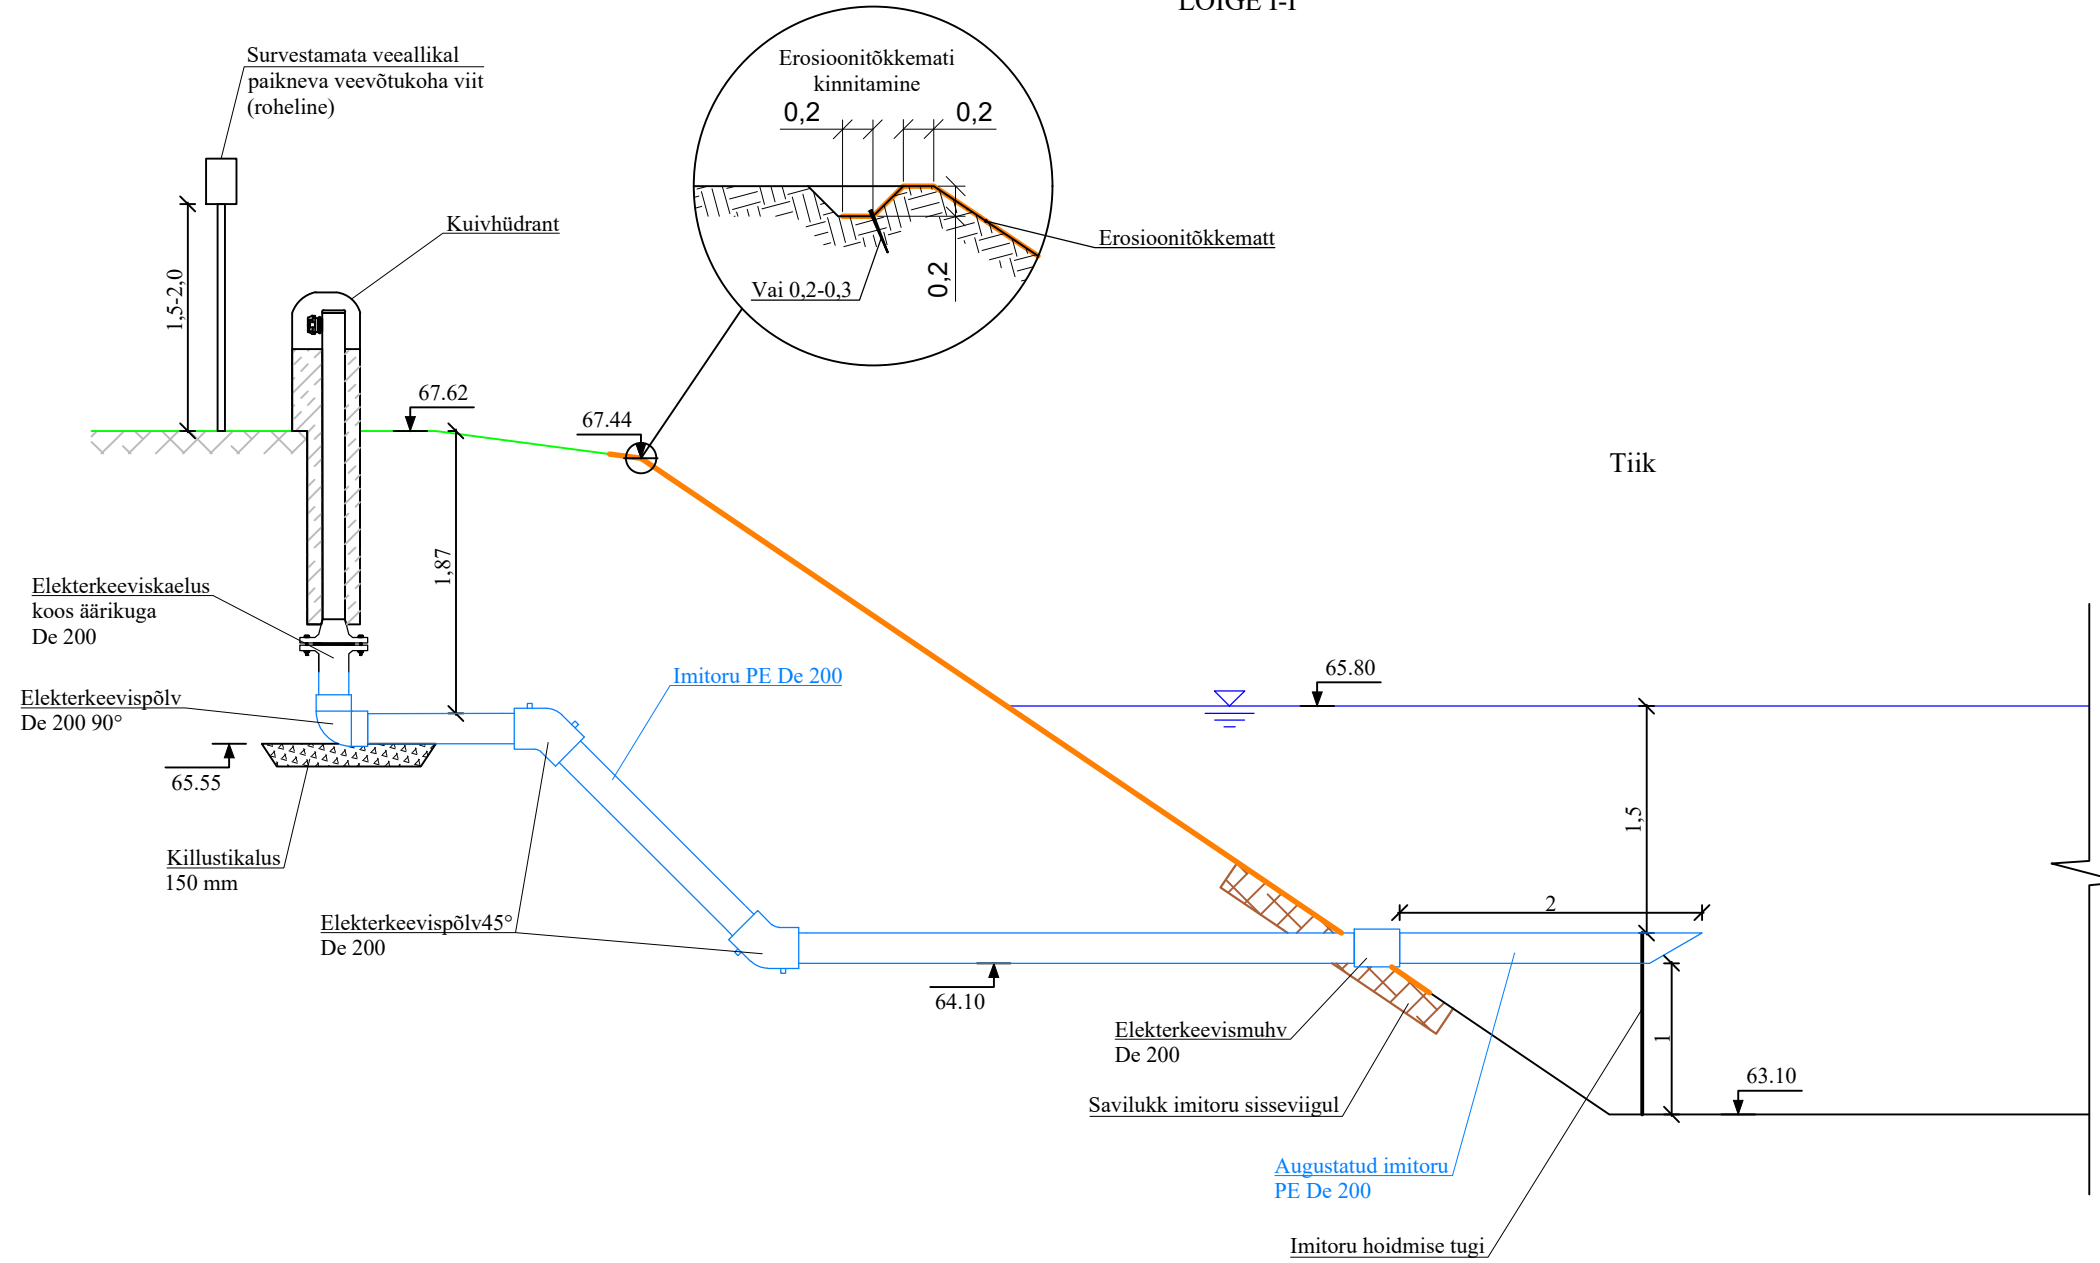 LÕIGE 1-1
Survestamata veeallikal
paikneva veevõtukoha viit
(roheline)
Erosioonitõkkemati
kinnitamine
0,2
0,2
Kuivhüdrant
Erosioonitõkkematt
0,2
Vai 0,2-0,3
1,5-2,0
67.62
67.44
Tiik
1,87
Elekterkeeviskaelus
koos äärikuga
De 200
Imitoru PE De 200
65.80
Elekterkeevispõlv
De 200 90°
65.55
1,5
Killustikalus
150 mm
Elekterkeevispõlv45°
De 200
2
64.10
Elekterkeevismuhv
De 200
1
63.10
Savilukk imitoru sisseviigul
Augustatud imitoru
PE De 200
Imitoru hoidmise tugi